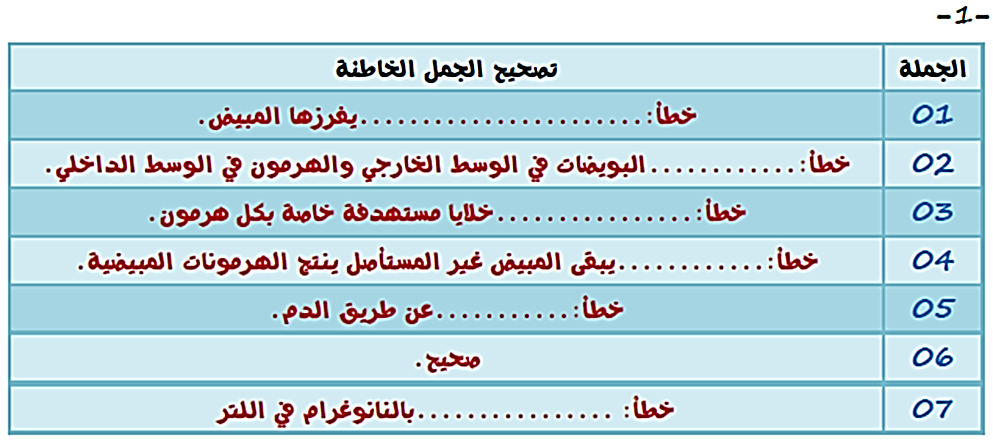 -1-
الجملة تصحيح الجمل الخاطئة
01 خطأ:.......................يفرزها المبيض.
02 خطأ:............البويضات في الوسط الخارجي والهرمون في الوسط الداخلي.
03 خطأ:................خلايا مستهدفة خاصة بكل هرمون.
04 خطأ:............يبقى المبيض غير المستأصل ينتج الهرمونات المبيضية.
05 خطأ:...........عن طريق الدم.
06 صحيح.
07 خطأ: ................بالنانوغرام في اللتر